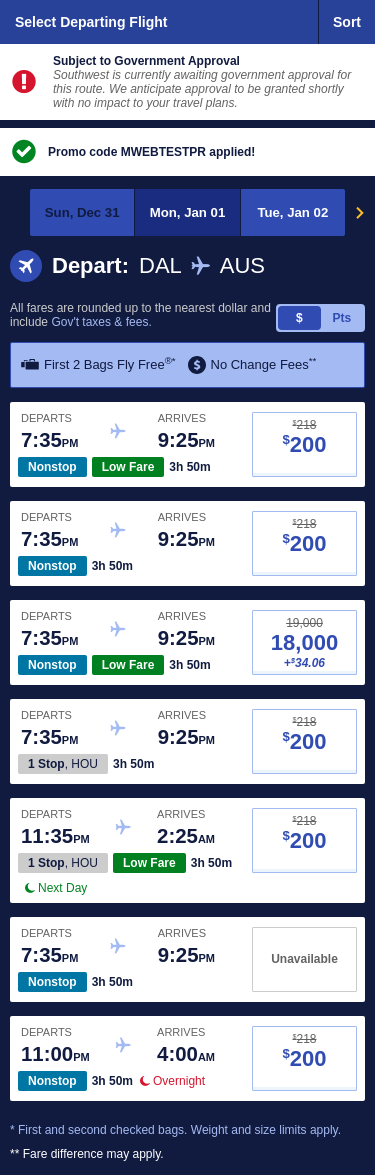 Select Departing Flight Sort
Subject to Government Approval
Southwest is currently awaiting government approval for
this route. We anticipate approval to be granted shortly
with no impact to your travel plans.
Promo code MWEBTESTPR applied!
Sun, Dec 31 Mon, Jan 01 Tue, Jan 02
Depart: DAL AUS
All fares are rounded up to the nearest dollar and
include Gov't taxes & fees.
$ Pts
First 2 Bags Fly Free®* $ No Change Fees**
DEPARTS ARRIVES $218
7:35PM 9:25PM $200
Nonstop Low Fare 3h 50m
DEPARTS ARRIVES $218
7:35PM 9:25PM $200
Nonstop 3h 50m
DEPARTS ARRIVES 19,000
7:35PM 9:25PM 18,000
Nonstop Low Fare 3h 50m +$34.06
DEPARTS ARRIVES $218
7:35PM 9:25PM $200
1 Stop, HOU 3h 50m
DEPARTS ARRIVES $218
11:35PM 2:25AM $200
1 Stop, HOU Low Fare 3h 50m
Next Day
DEPARTS ARRIVES
7:35PM 9:25PM Unavailable
Nonstop 3h 50m
DEPARTS ARRIVES $218
11:00PM 4:00AM $200
Nonstop 3h 50m Overnight
* First and second checked bags. Weight and size limits apply.
** Fare difference may apply.